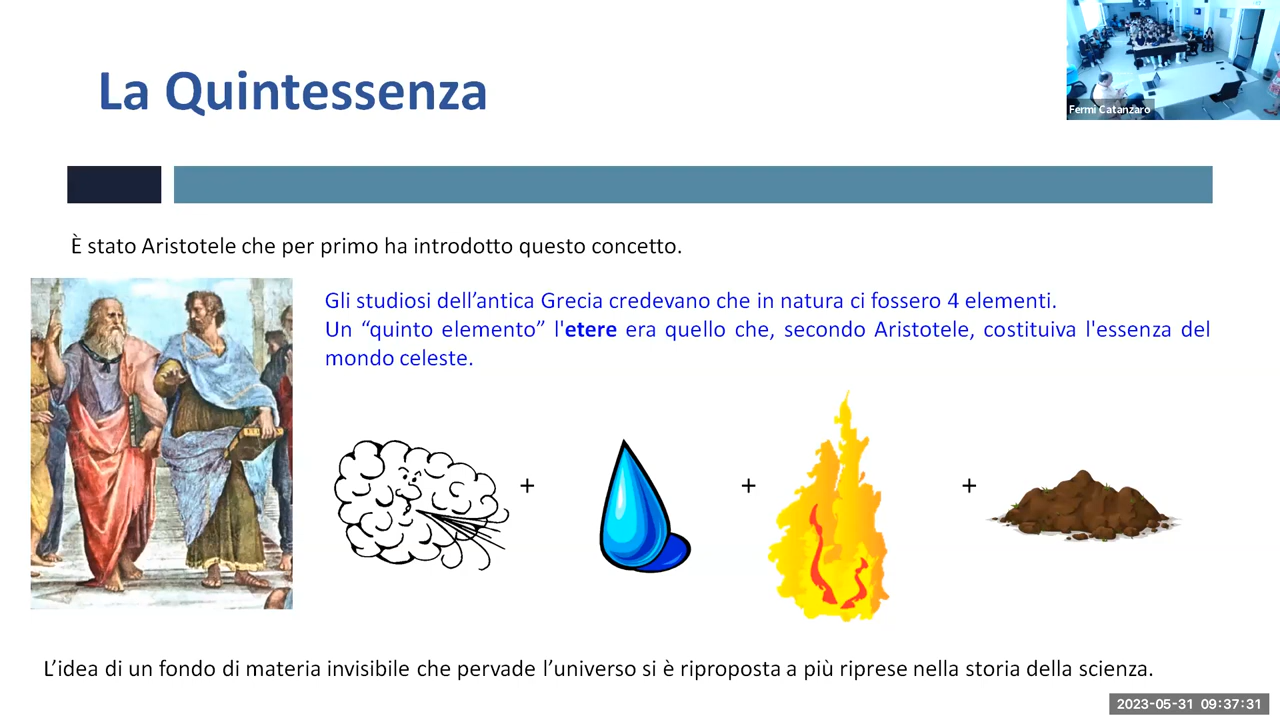 La Quintessenza
Fermi Catanzaro
È stato Aristotele che per primo ha introdotto questo concetto.
Gli studiosi dell’antica Grecia credevano che in natura ci fossero 4 elementi.
Un “quinto elemento” l'etere era quello che, secondo Aristotele, costituiva l'essenza del
mondo celeste.
+ + +
L’idea di un fondo di materia invisibile che pervade l’universo si è riproposta a più riprese nella storia della scienza.
2023-05-31 09:37:31